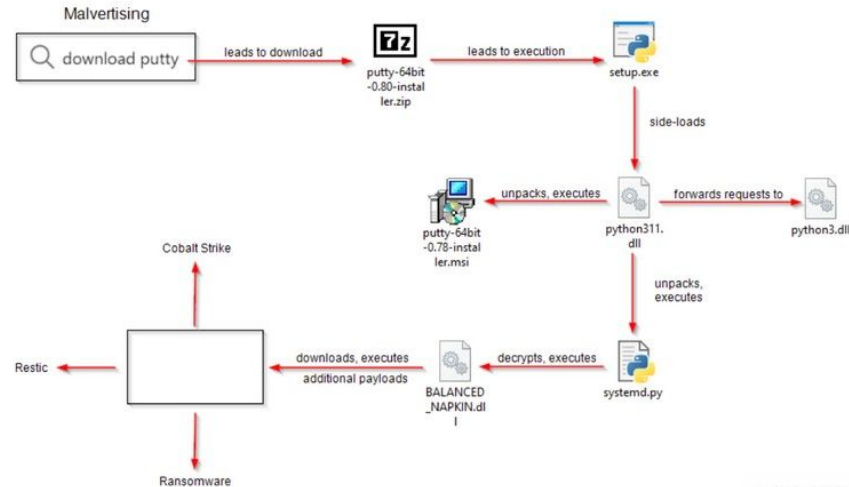 Malvertising
download putty
leads to download
7z
putty-64bit
-0.80-instal
ler.zip
leads to execution
setup.exe
side-loads
unpacks, executes
putty-64bit
-0.78-instal
ler.msi
python311.
dll
forwards requests to
python3.dll
unpacks,
executes
systemd.py
decrypts, executes
BALANCED
_NAPKIN.dl
l
downloads, executes
additional payloads
Cobalt Strike
Restic
Ransomware